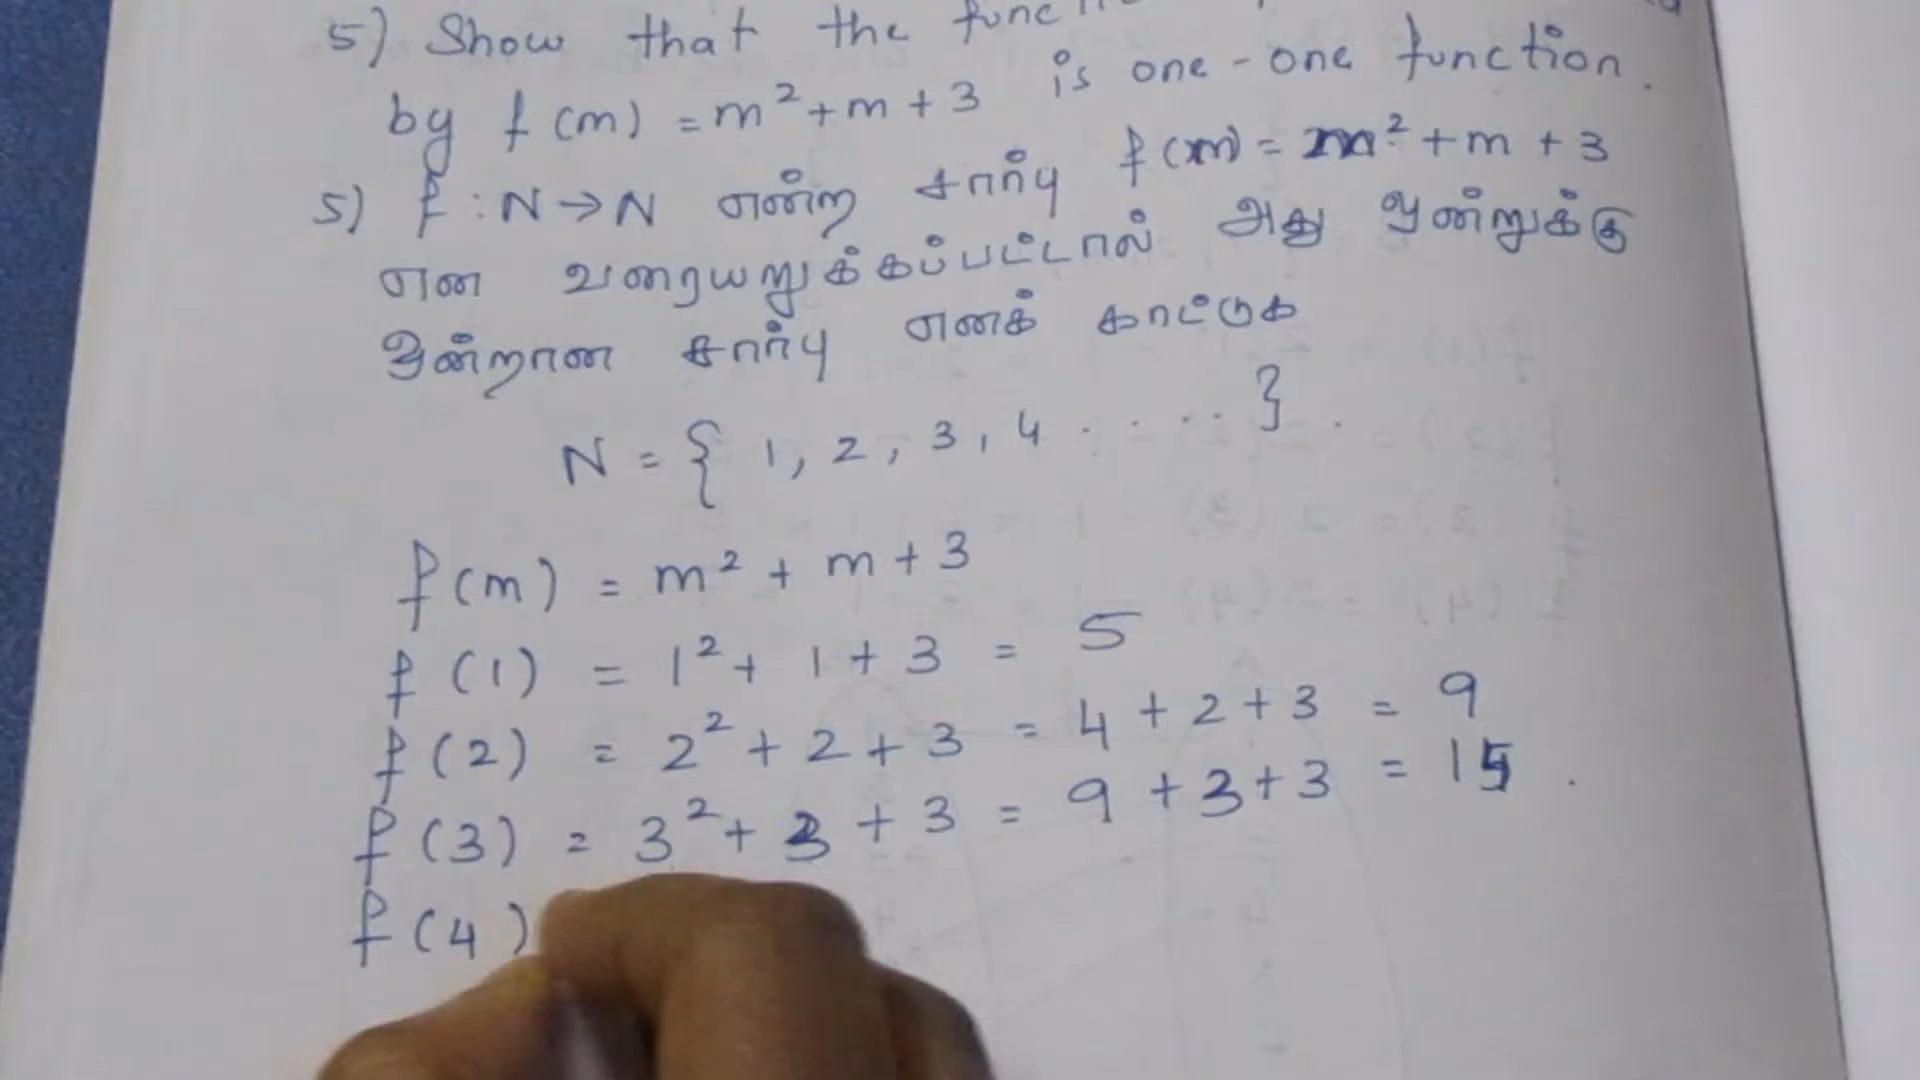 5) Show that the
by f(m) = m²+m+3 is one-one function.
5) f:N→N என்ற சார்பு f(m) = m²+m+3
என வரையறுக்கப்பட்டால் அது ஒன்றுக்கு
ஒன்றான சார்பு எனக் காட்டுக
N = { 1, 2, 3, 4 ..... }.
f(m) = m² + m + 3
f(1) = 1² + 1 + 3 = 5
f(2) = 2² + 2 + 3 = 4 + 2 + 3 = 9
f(3) = 3² + 3 + 3 = 9 + 3 + 3 = 15.
f(4)